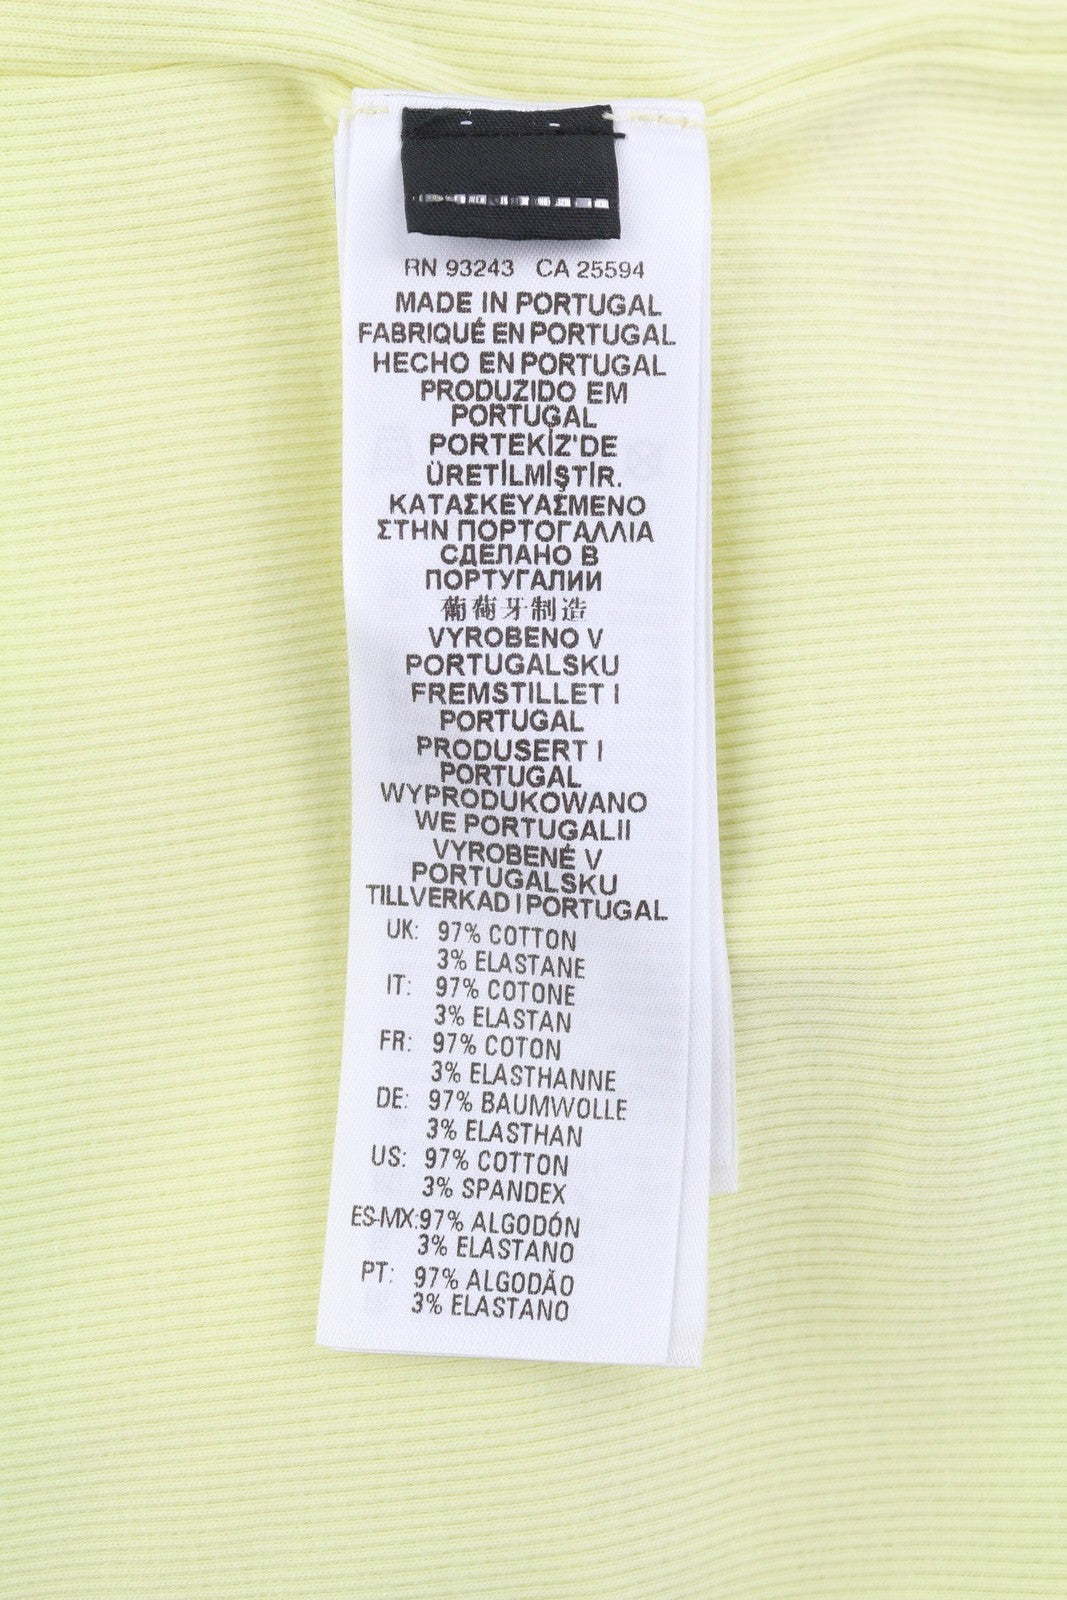 RN 93243 CA 25594
MADE IN PORTUGAL
FABRIQUÉ EN PORTUGAL
HECHO EN PORTUGAL
PRODUZIDO EM
PORTUGAL
PORTEKİZ'DE
ÜRETİLMİŞTİR.
ΚΑΤΑΣΚΕΥΑΣΜΕΝΟ
ΣΤΗΝ ΠΟΡΤΟΓΑΛΛΙΑ
СДЕЛАНО В
ПОРТУГАЛИИ
葡萄牙制造
VYROBENO V
PORTUGALSKU
FREMSTILLET I
PORTUGAL
PRODUSERT I
PORTUGAL
WYPRODUKOWANO
WE PORTUGALII
VYROBENÉ V
PORTUGALSKU
TILLVERKAD I PORTUGAL
UK: 97% COTTON
3% ELASTANE
IT: 97% COTONE
3% ELASTAN
FR: 97% COTON
3% ELASTHANNE
DE: 97% BAUMWOLLE
3% ELASTHAN
US: 97% COTTON
3% SPANDEX
ES-MX: 97% ALGODÓN
3% ELASTANO
PT: 97% ALGODÃO
3% ELASTANO